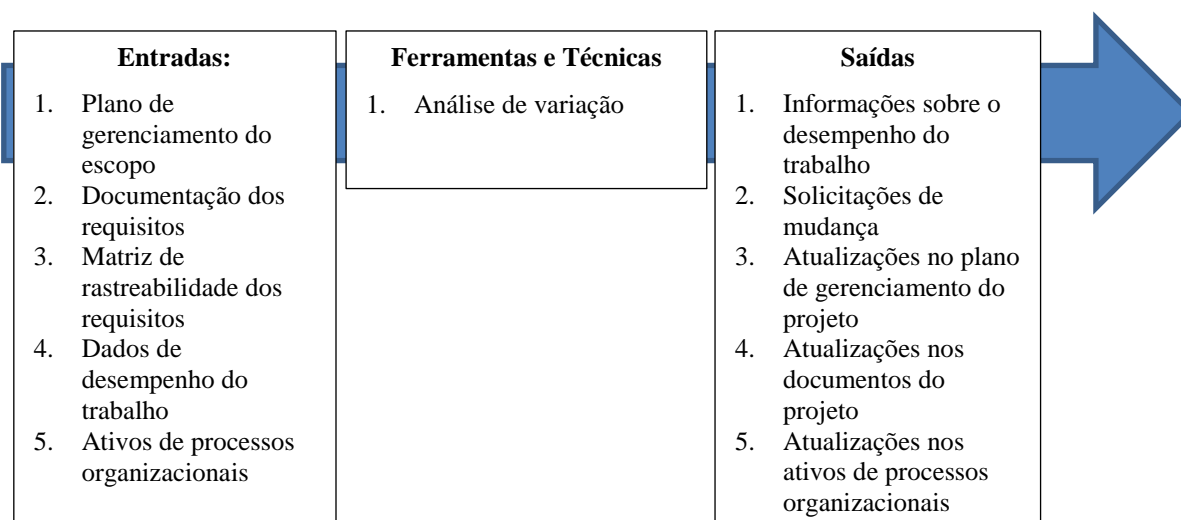 Entradas:
1. Plano de
gerenciamento do
escopo
2. Documentação dos
requisitos
3. Matriz de
rastreabilidade dos
requisitos
4. Dados de
desempenho do
trabalho
5. Ativos de processos
organizacionais
Ferramentas e Técnicas
1. Análise de variação
Saídas
1. Informações sobre o
desempenho do
trabalho
2. Solicitações de
mudança
3. Atualizações no plano
de gerenciamento do
projeto
4. Atualizações nos
documentos do
projeto
5. Atualizações nos
ativos de processos
organizacionais